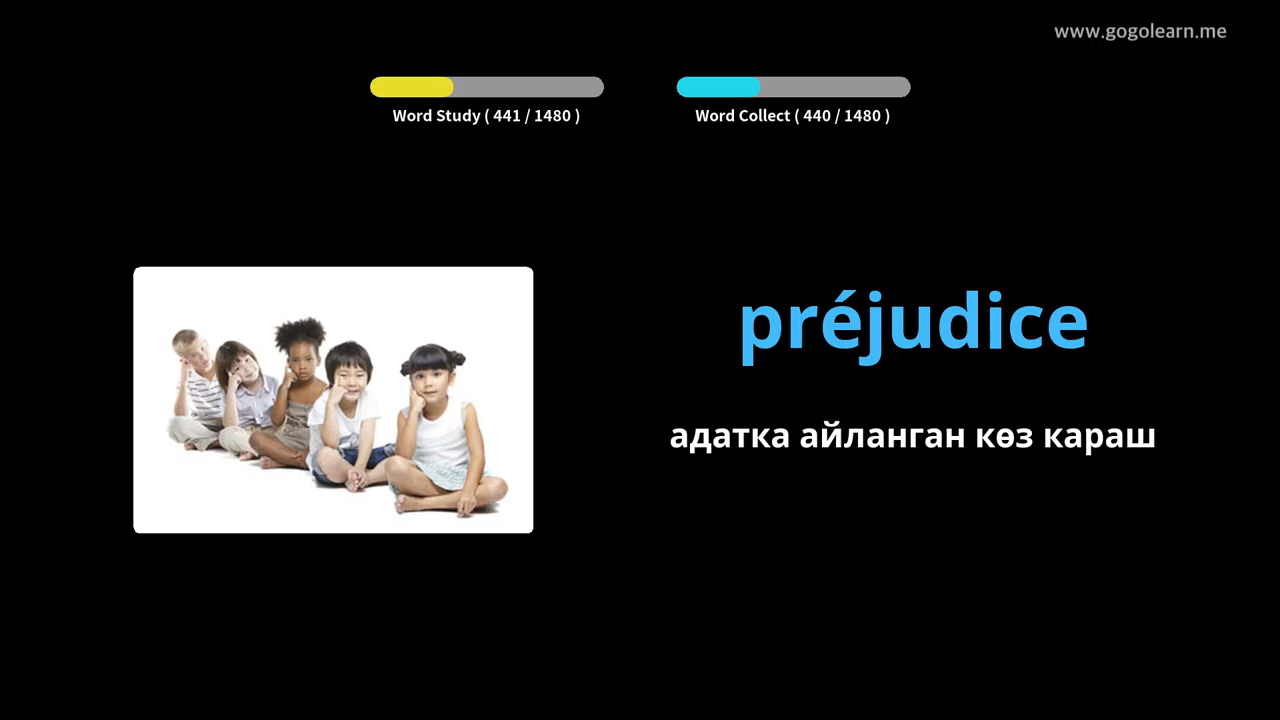 www.gogolearn.me
Word Study ( 441 / 1480 )
Word Collect ( 440 / 1480 )
préjudice
адатка айланган көз караш